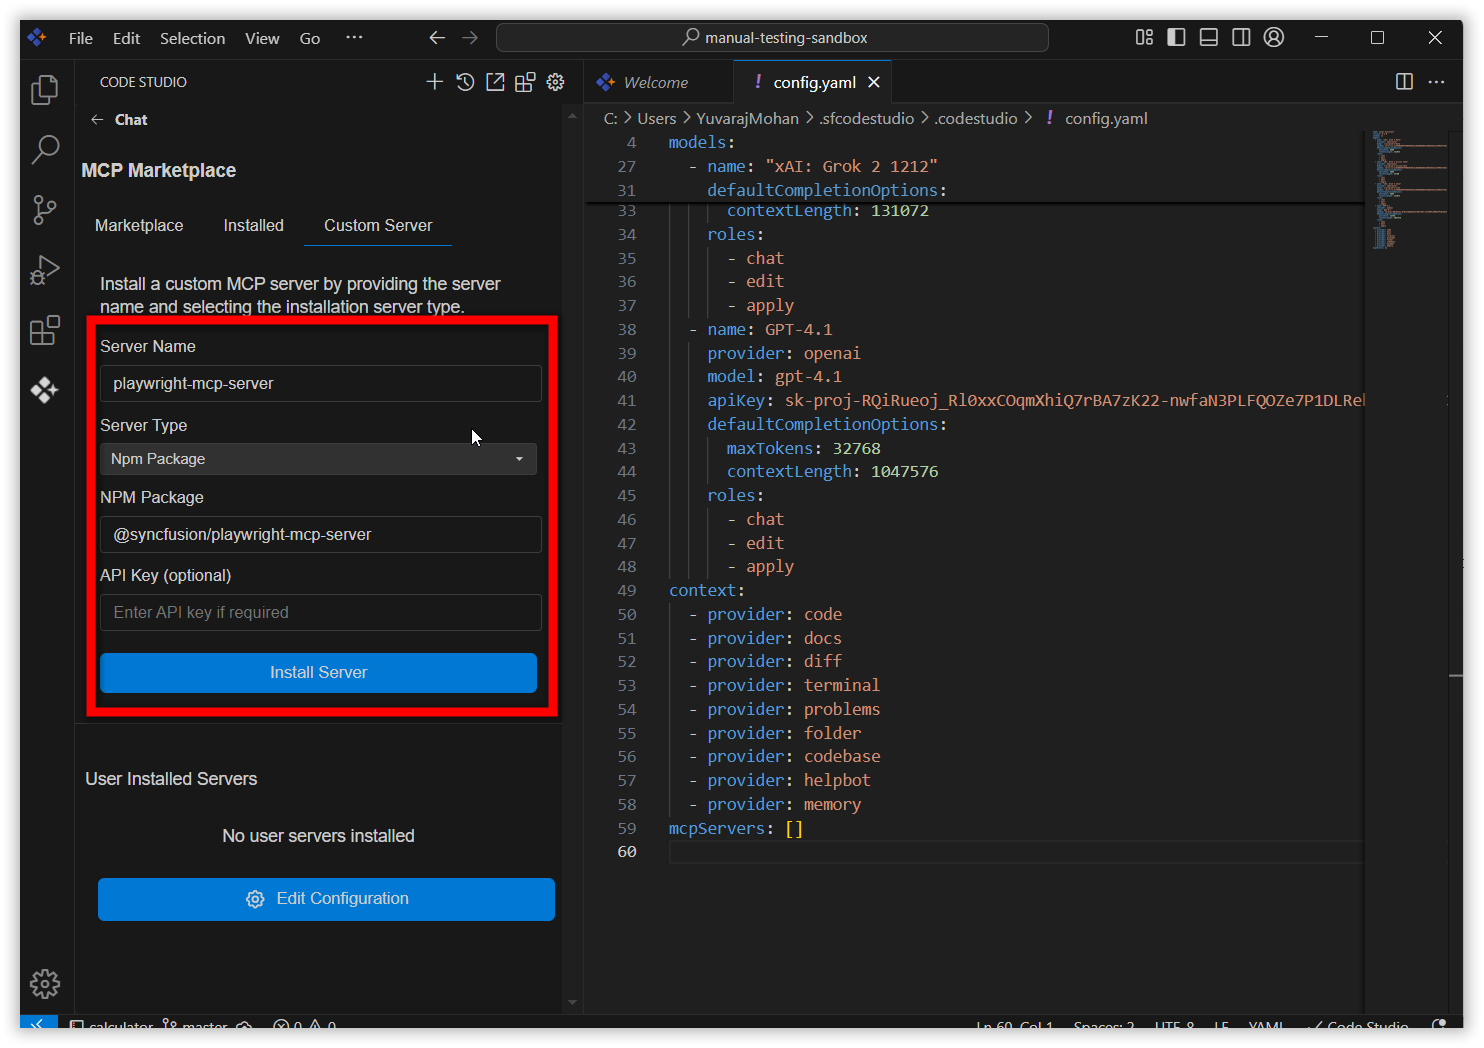 File Edit Selection View Go ...
manual-testing-sandbox
CODE STUDIO
Chat
MCP Marketplace
Marketplace Installed Custom Server
Install a custom MCP server by providing the server
name and selecting the installation server type.
Server Name
playwright-mcp-server
Server Type
Npm Package
NPM Package
@syncfusion/playwright-mcp-server
API Key (optional)
Enter API key if required
Install Server
User Installed Servers
No user servers installed
Edit Configuration
Welcome
! config.yaml
C: > Users > YuvarajMohan > .sfcodestudio > .codestudio > ! config.yaml
4 models:
27 - name: "xAI: Grok 2 1212"
31 defaultCompletionOptions:
33 contextLength: 131072
34 roles:
35 - chat
36 - edit
37 - apply
38 - name: GPT-4.1
39 provider: openai
40 model: gpt-4.1
41 apiKey:
42 defaultCompletionOptions:
43 maxTokens: 32768
44 contextLength: 1047576
45 roles:
46 - chat
47 - edit
48 - apply
49 context:
50 - provider: code
51 - provider: docs
52 - provider: diff
53 - provider: terminal
54 - provider: problems
55 - provider: folder
56 - provider: codebase
57 - provider: helpbot
58 - provider: memory
59 mcpServers: []
60
calculator master 0 0
Ln 60, Col 1 Spaces: 2 UTF-8 LF YAML Code Studio